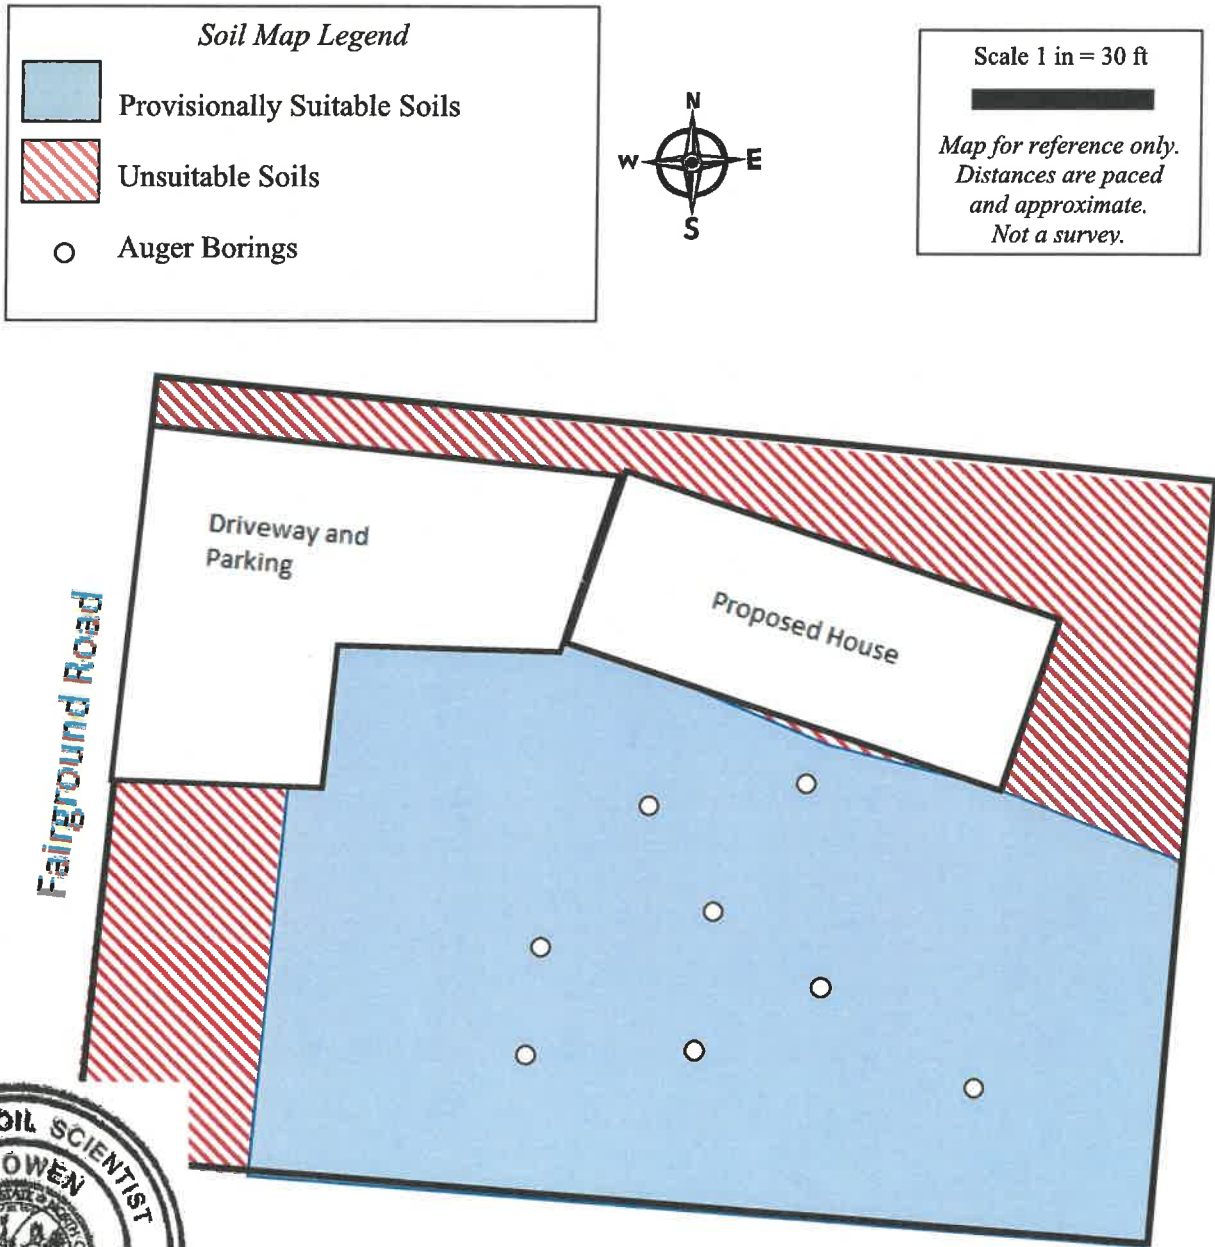 Soil Map Legend
Provisionally Suitable Soils
Unsuitable Soils
Auger Borings
N
W
E
S
Scale 1 in = 30 ft
Map for reference only.
Distances are paced
and approximate.
Not a survey.
Driveway and
Parking
Proposed House
Fairground Road
OIL SCIENTIST
OWEN